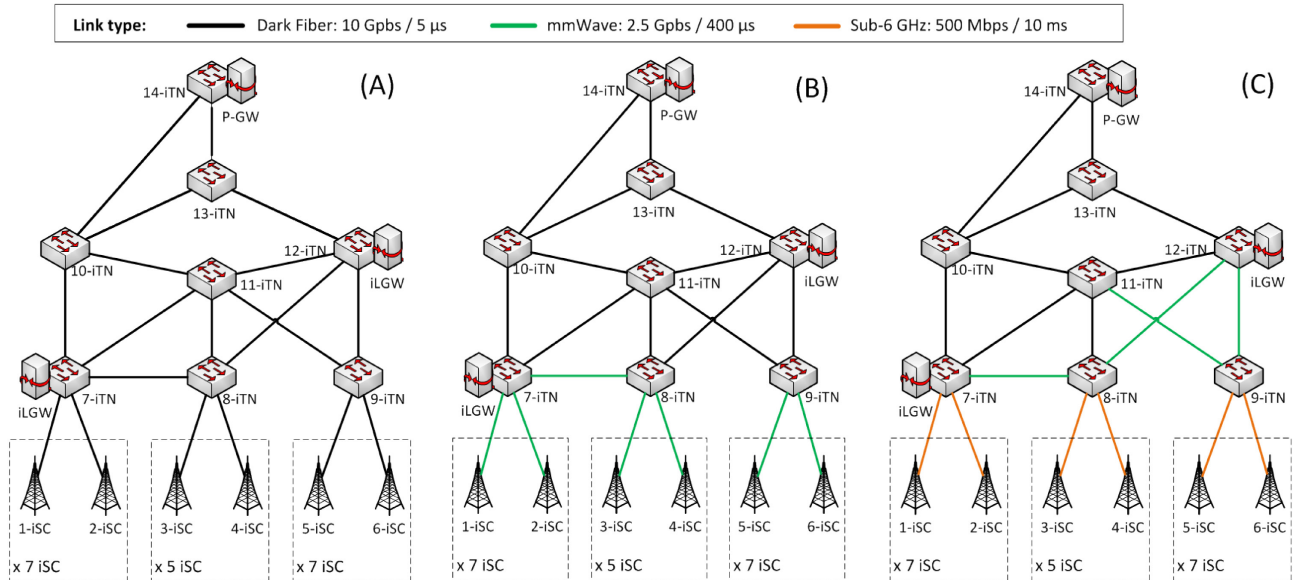 Link type: Dark Fiber: 10 Gpbs / 5 µs mmWave: 2.5 Gpbs / 400 µs Sub-6 GHz: 500 Mbps / 10 ms
(A)
14-iTN
P-GW
13-iTN
12-iTN
10-iTN
11-iTN
iLGW
iLGW
7-iTN
8-iTN
9-iTN
1-iSC
2-iSC
3-iSC
4-iSC
5-iSC
6-iSC
x 7 iSC
x 5 iSC
x 7 iSC
(B)
14-iTN
P-GW
13-iTN
12-iTN
10-iTN
11-iTN
iLGW
iLGW
7-iTN
8-iTN
9-iTN
1-iSC
2-iSC
3-iSC
4-iSC
5-iSC
6-iSC
x 7 iSC
x 5 iSC
x 7 iSC
(C)
14-iTN
P-GW
13-iTN
12-iTN
10-iTN
11-iTN
iLGW
iLGW
7-iTN
8-iTN
9-iTN
1-iSC
2-iSC
3-iSC
4-iSC
5-iSC
6-iSC
x 7 iSC
x 5 iSC
x 7 iSC